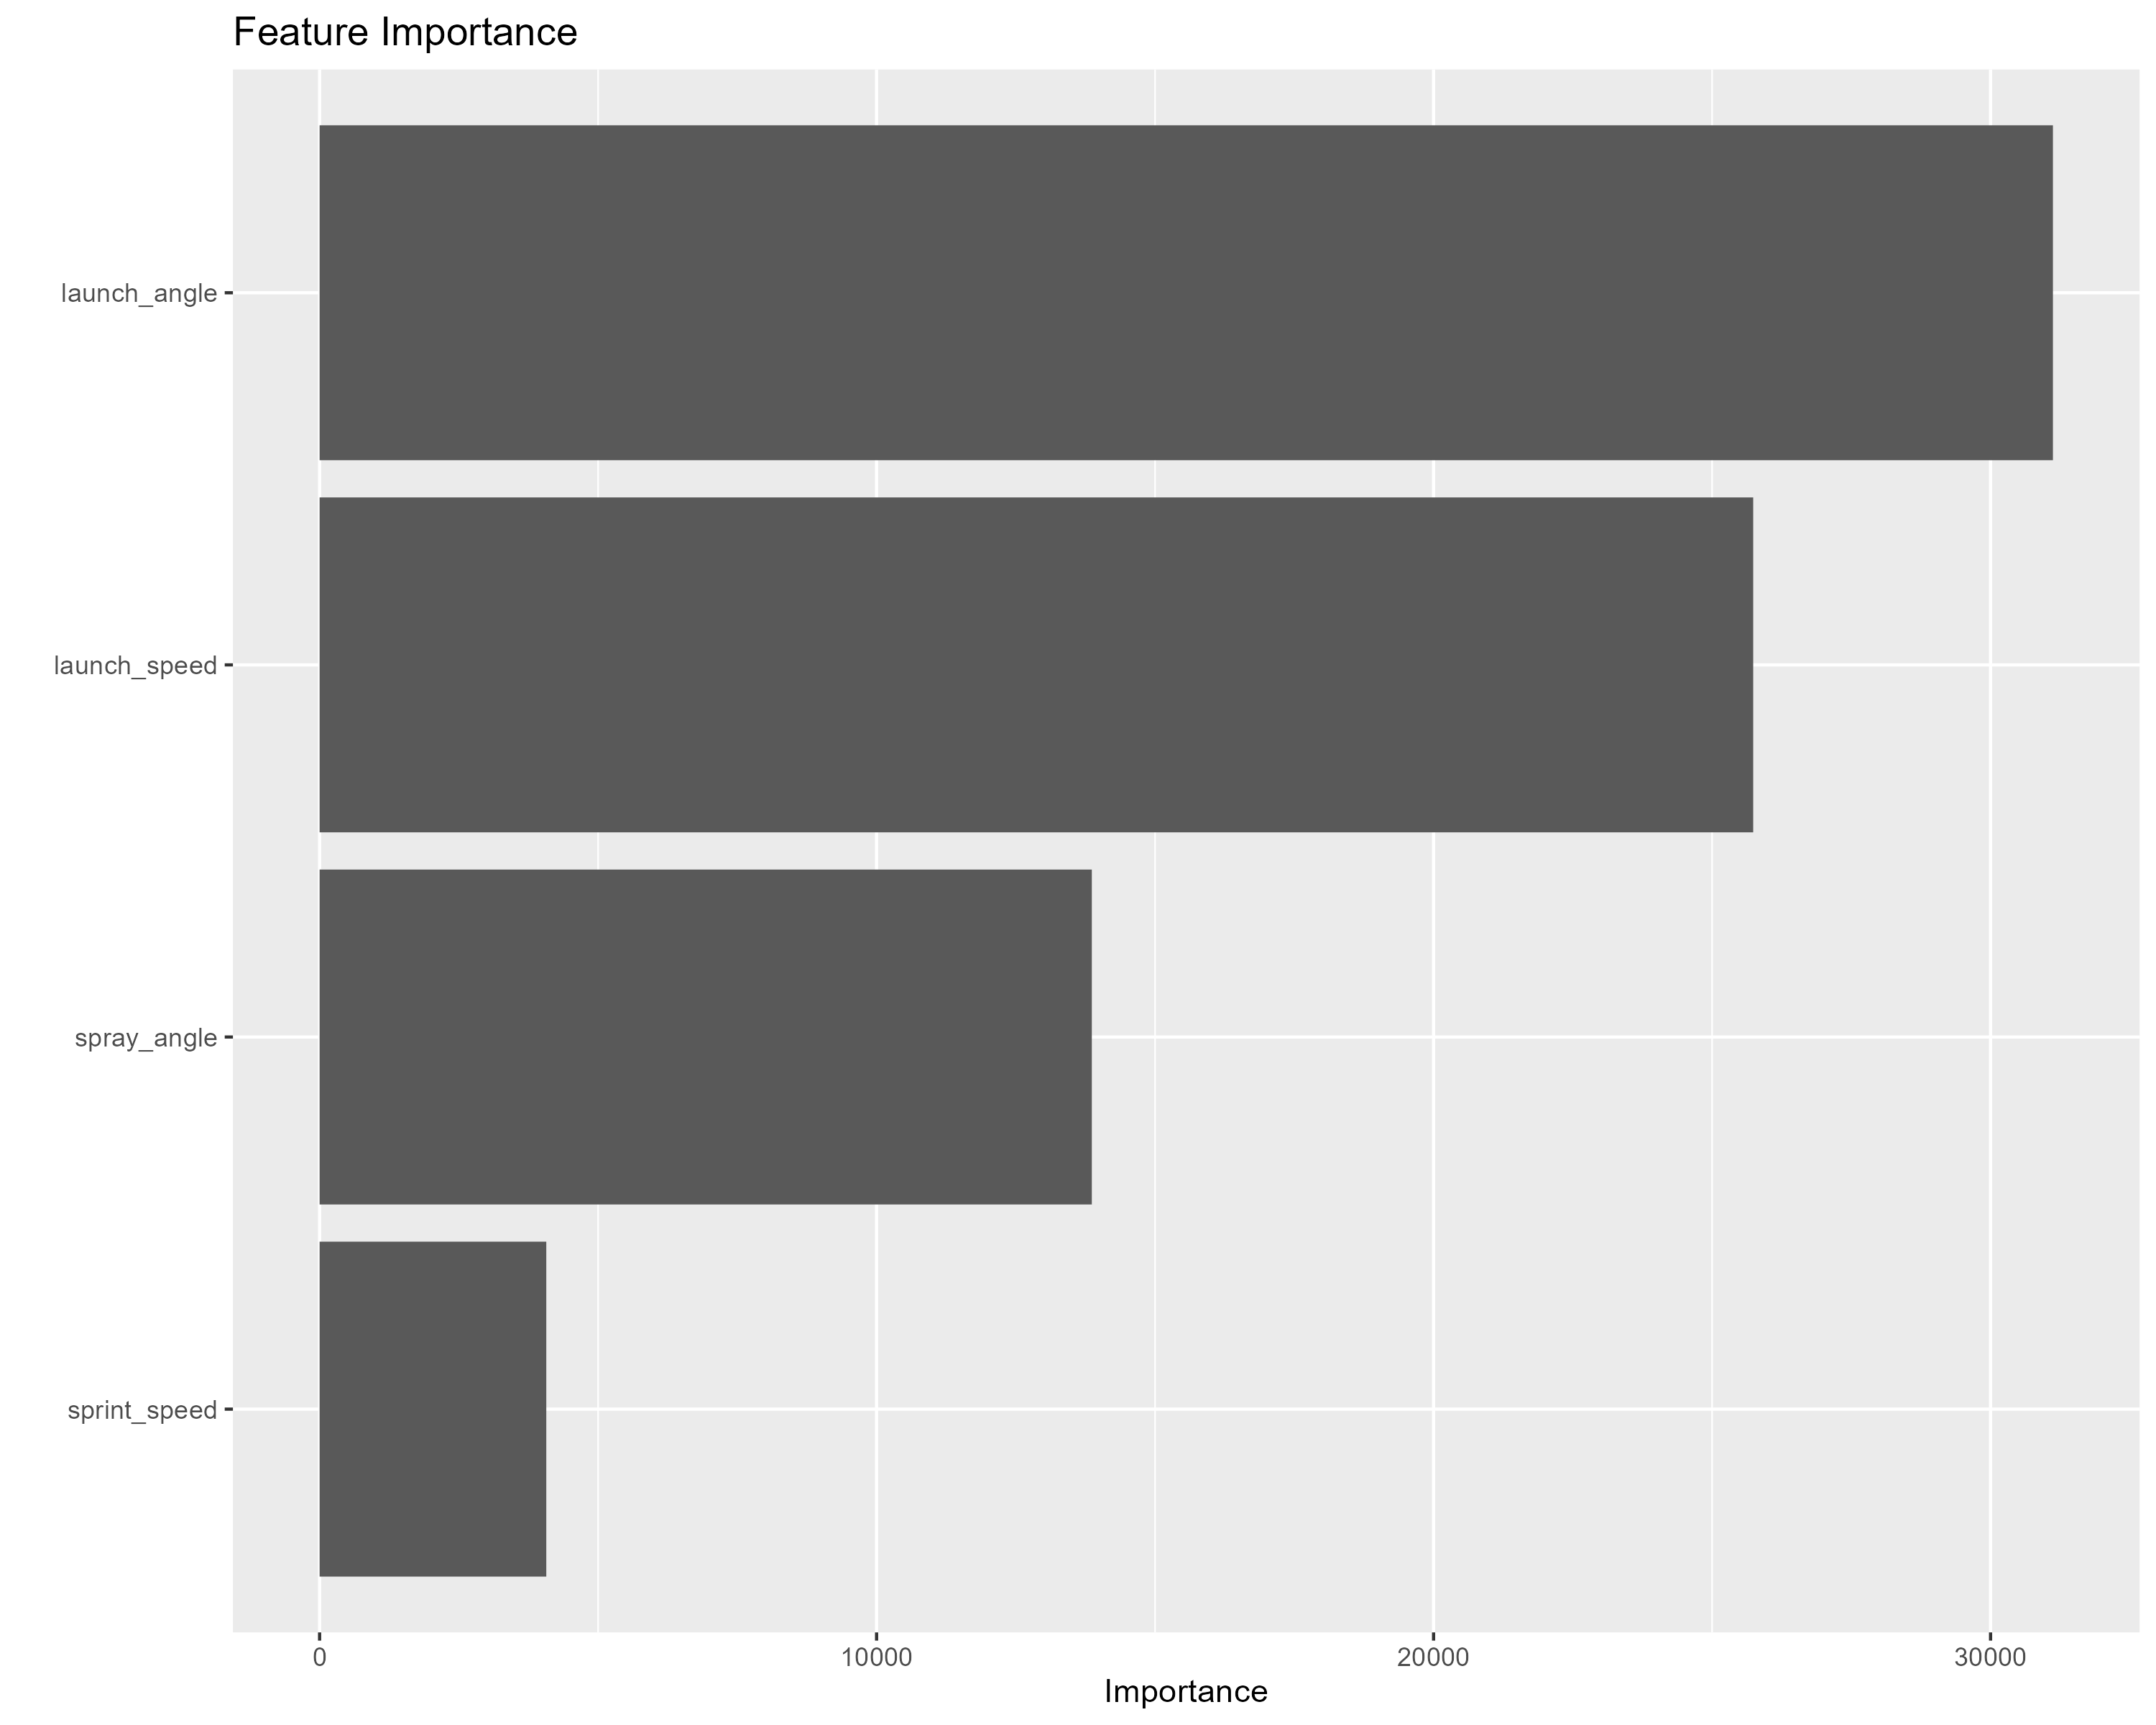 Feature Importance
launch_angle
launch_speed
spray_angle
sprint_speed
0 10000 20000 30000
Importance